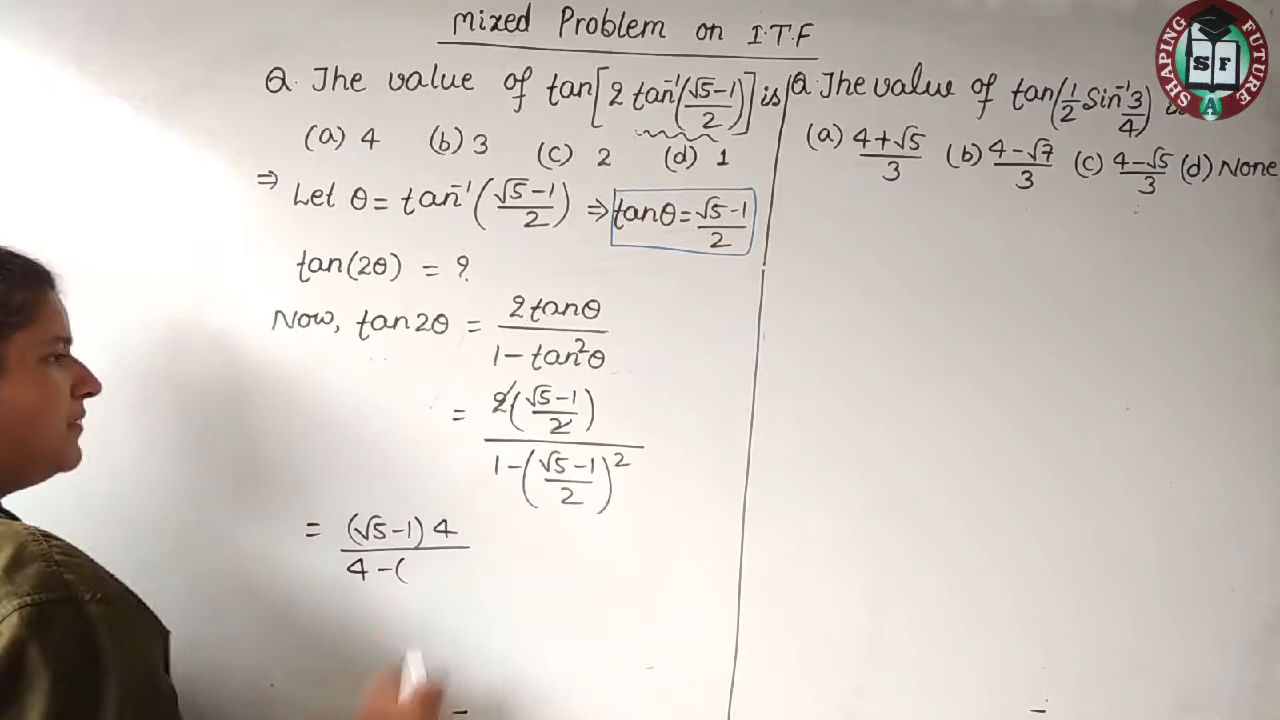 Mixed Problem on I.T.F
Q. The value of tan[2 tan⁻¹((√5-1)/2)] is
(a) 4 (b) 3 (c) 2 (d) 1
⇒ Let θ = tan⁻¹((√5-1)/2) ⇒ tanθ = (√5-1)/2
tan(2θ) = ?
Now, tan2θ = 2tanθ/(1-tan²θ)
= 2((√5-1)/2)/(1-((√5-1)/2)²)
= (√5-1)4/(4-(
Q. The value of tan(1/2 Sin⁻¹ 3/4)
(a) (4+√5)/3 (b) (4-√7)/3 (c) (4-√5)/3 (d) None
SHAPING FUTURE
S F
A